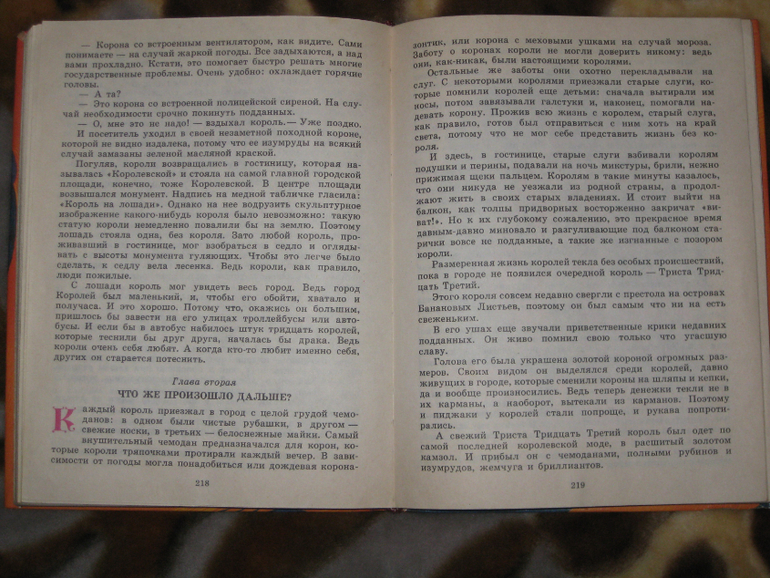 — Корона со встроенным вентилятором, как видите. Сами
понимаете — на случай жаркой погоды. Все задыхаются, а над
вами прохладно. Кстати, это помогает быстро решать многие
государственные проблемы. Очень удобно: охлаждает горячие
головы.
— А та?
— Это корона со встроенной полицейской сиреной. На слу-
чай необходимости срочно покинуть подданных.
— О, мне это не надо! — вздыхал король. — Уже поздно.
И посетитель уходил в своей незаметной походной короне,
которой не видно издалека, потому что ее изумруды на всякий
случай замазаны зеленой масляной краской.
Погуляв, короли возвращались в гостиницу, которая на-
зывалась «Королевской» и стояла на самой главной городской
площади, конечно, тоже Королевской. В центре площади
возвышался монумент. Надпись на медной табличке гласила:
«Король на лошади». Однако на нее водрузить скульптурное
изображение какого-нибудь короля было невозможно: такую
статую короли немедленно повалили бы на землю. Поэтому
лошадь стояла одна, без короля. Зато любой король, про-
живавший в гостинице, мог взобраться в седло и огляды-
вать с высоты монумента гуляющих. Чтобы это легче было
сделать, к седлу вела лесенка. Ведь короли, как правило,
люди пожилые.
С лошади король мог увидеть весь город. Ведь город
Королей был маленький, и, чтобы его обойти, хватало и
получаса. И это хорошо. Потому что, окажись он большим,
пришлось бы завести на его улицах троллейбусы или авто-
бусы. И если бы в автобус набилось штук тридцать королей,
которые теснили бы друг друга, началась бы драка. Ведь
короли очень себя любят. А когда кто-то любит именно себя,
других он старается потеснить.
Глава вторая
ЧТО ЖЕ ПРОИЗОШЛО ДАЛЬШЕ?
Каждый король приезжал в город с целой грудой чемо-
данов: в одном были чистые рубашки, в другом —
свежие носки, в третьих — белоснежные майки. Самый
внушительный чемодан предназначался для корон, ко-
торые короли тряпочками протирали каждый вечер. В зави-
симости от погоды могла понадобиться или дождевая корона-
218
зонтик, или корона с меховыми ушками на случай мороза.
Заботу о коронах короли не могли доверить никому: ведь
они, как-никак, были настоящими королями.
Остальные же заботы они охотно перекладывали на
слуг. С некоторыми королями приезжали старые слуги, ко-
торые помнили королей еще детьми: сначала вытирали им
носы, потом завязывали галстуки и, наконец, помогали на-
девать корону. Прожив всю жизнь с королем, старый слуга,
как правило, готов был отправиться с ним хоть на край
света, потому что не мог себе представить жизнь без ко-
роля.
И здесь, в гостинице, старые слуги взбивали королям
подушки и перины, подавали на ночь микстуры, брили, нежно
прижимая щеки пальцем. Королям в такие минуты казалось,
что они никуда не уезжали из родной страны, а продол-
жают жить в своих старых владениях. И стоит выйти на
балкон, как толпы придворных восторженно закричат «ви-
ват!». Но к их глубокому сожалению, это прекрасное время
давным-давно миновало и разгуливающие под балконом ста-
рички вовсе не подданные, а такие же изгнанные с позором
короли.
Размеренная жизнь королей текла без особых происшествий,
пока в городе не появился очередной король — Триста Трид-
цать Третий.
Этого короля совсем недавно свергли с престола на островах
Банановых Листьев, поэтому он был самым что ни на есть
свеженьким.
В его ушах еще звучали приветственные крики недавних
подданных. Он живо помнил свою только что угасшую
славу.
Голова его была украшена золотой короной огромных раз-
меров. Своим видом он выделялся среди королей, давно
живущих в городе, которые сменили короны на шляпы и кепки,
да и вообще произносились. Ведь теперь денежки текли не в
их карманы, а наоборот, вытекали из карманов. Поэтому
и пиджаки у королей стали попроще, и рукава попроти-
рались.
А свежий Триста Тридцать Третий король был одет по
самой последней королевской моде, в расшитый золотом
камзол. И прибыл он с чемоданами, полными рубинов и
изумрудов, жемчуга и бриллиантов.
219